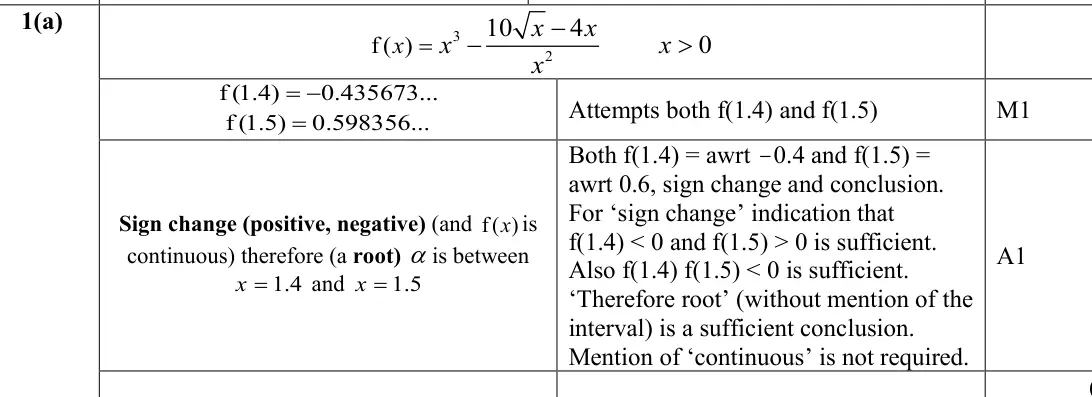 1(a)
f(x) = x³ − (10√x − 4x)/x²    x > 0
f(1.4) = −0.435673...
f(1.5) = 0.598356...
Attempts both f(1.4) and f(1.5)
M1
Sign change (positive, negative) (and f(x) is
continuous) therefore (a root) α is between
x = 1.4 and x = 1.5
Both f(1.4) = awrt −0.4 and f(1.5) =
awrt 0.6, sign change and conclusion.
For ‘sign change’ indication that
f(1.4) < 0 and f(1.5) > 0 is sufficient.
Also f(1.4) f(1.5) < 0 is sufficient.
‘Therefore root’ (without mention of the
interval) is a sufficient conclusion.
Mention of ‘continuous’ is not required.
A1